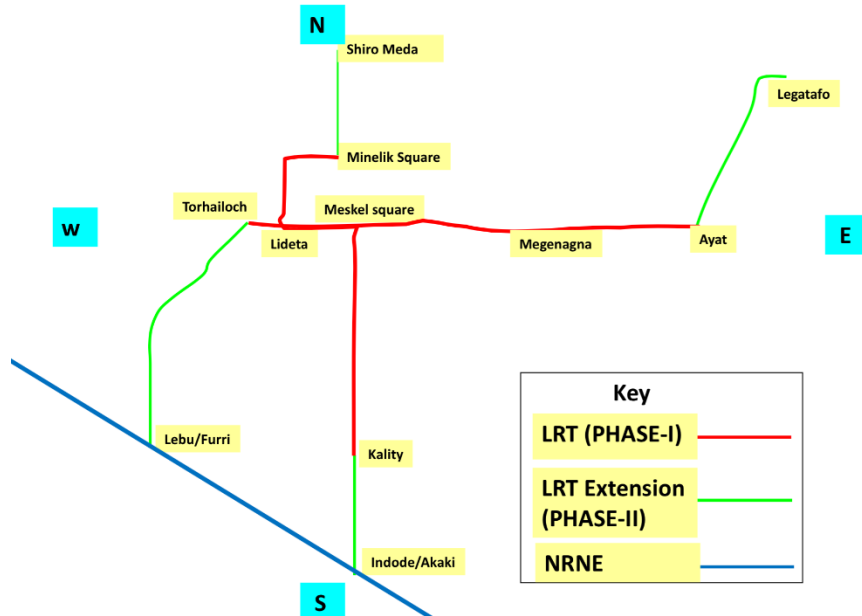 N
Shiro Meda
Legatafo
Minelik Square
Torhailoch
Meskel square
w
Lideta
Megenagna
Ayat
E
Key
LRT (PHASE-I)
Lebu/Furri
Kality
LRT Extension
(PHASE-II)
Indode/Akaki
NRNE
S